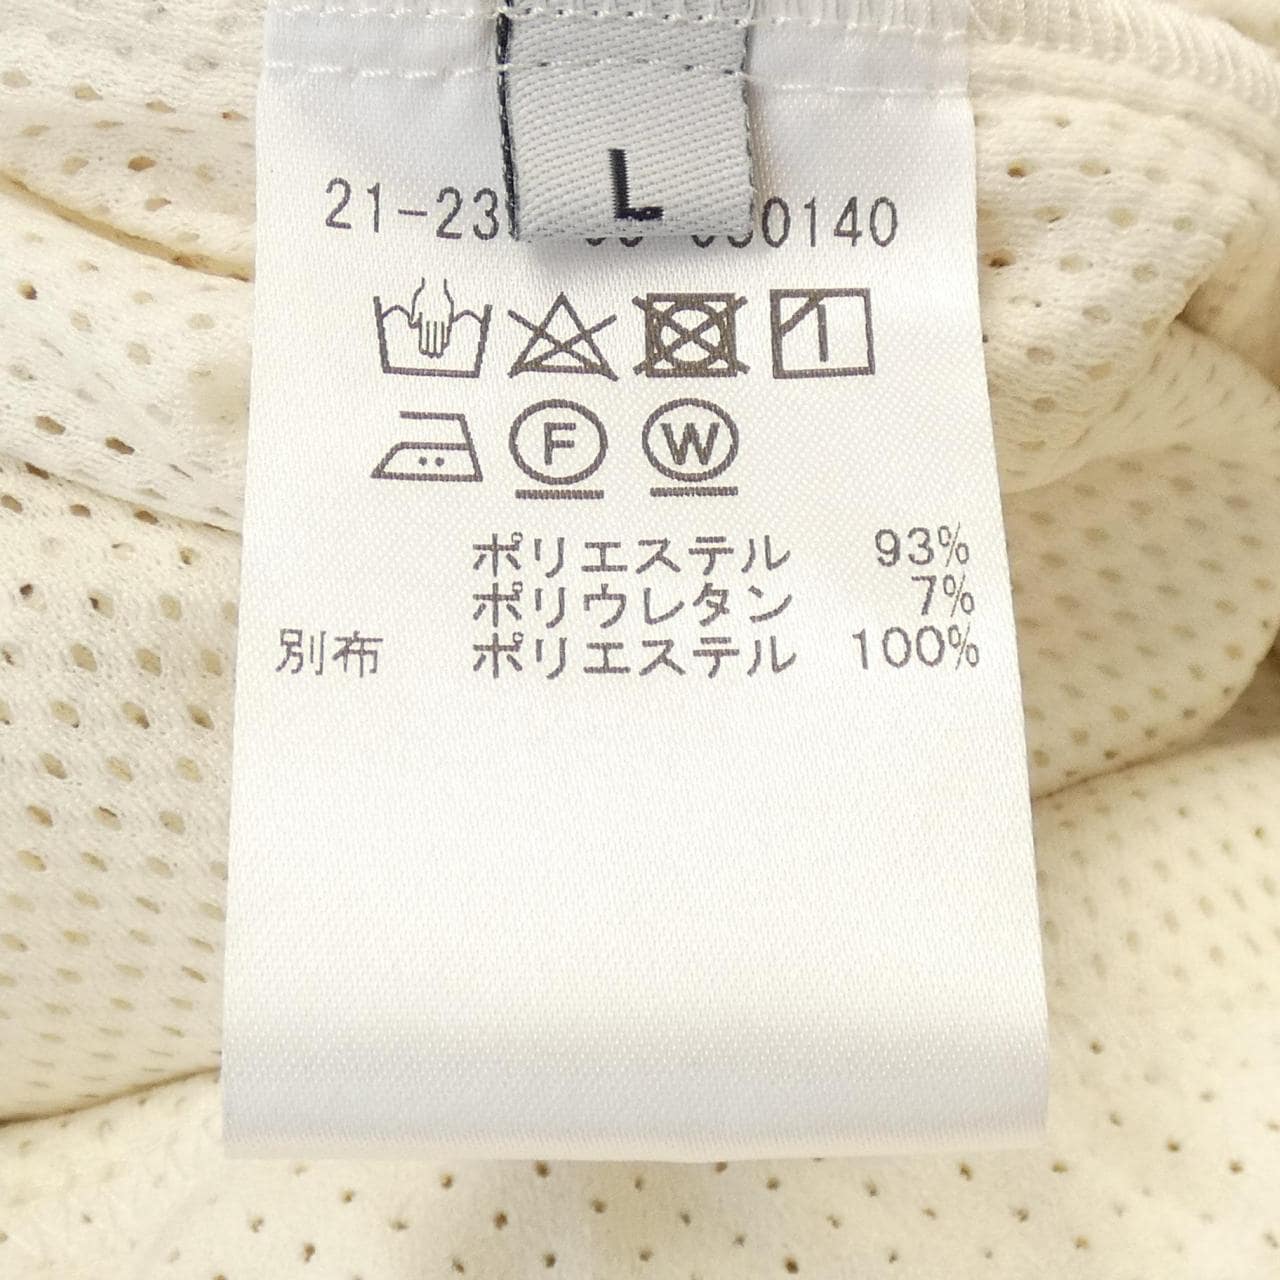 L
21-23 0140
F W
ポリエステル 93%
ポリウレタン 7%
別布 ポリエステル 100%